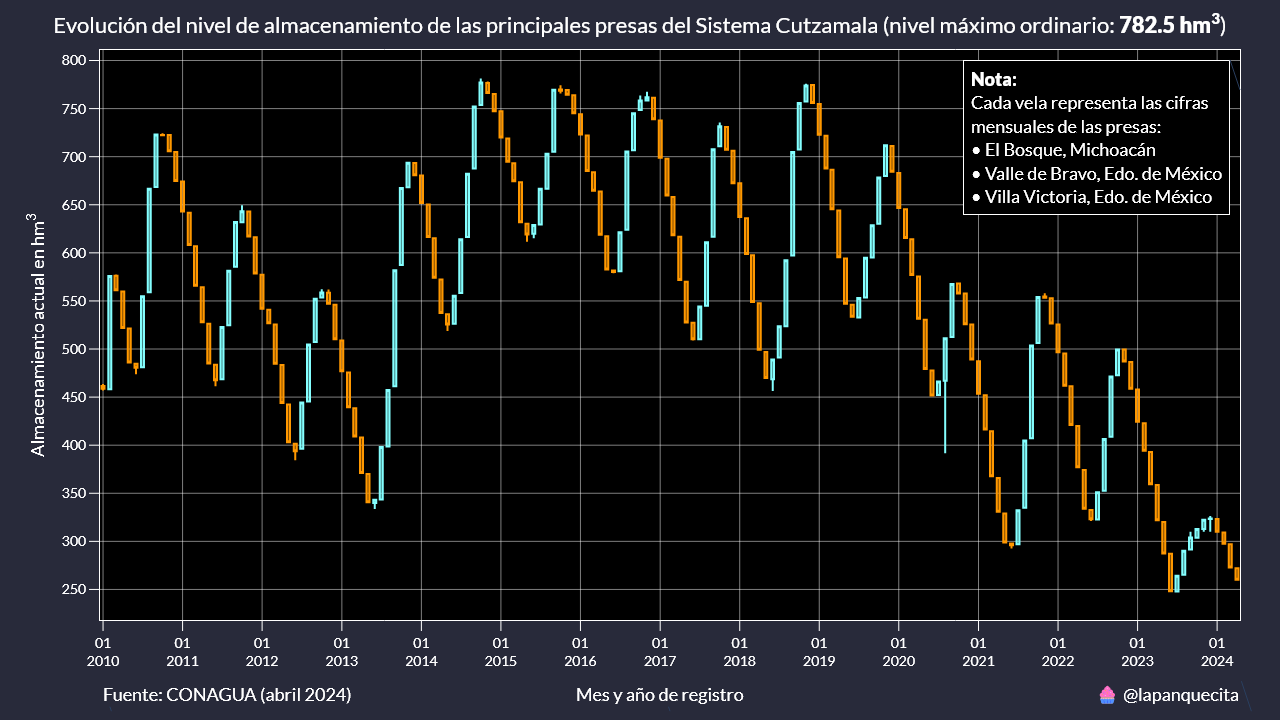 Evolución del nivel de almacenamiento de las principales presas del Sistema Cutzamala (nivel máximo ordinario: 782.5 hm³)
Nota:
Cada vela representa las cifras
mensuales de las presas:
• El Bosque, Michoacán
• Valle de Bravo, Edo. de México
• Villa Victoria, Edo. de México
Almacenamiento actual en hm³
800
750
700
650
600
550
500
450
400
350
300
250
01 01 01 01 01 01 01 01 01 01 01 01 01 01 01
2010 2011 2012 2013 2014 2015 2016 2017 2018 2019 2020 2021 2022 2023 2024
Fuente: CONAGUA (abril 2024) Mes y año de registro @lapanquecita